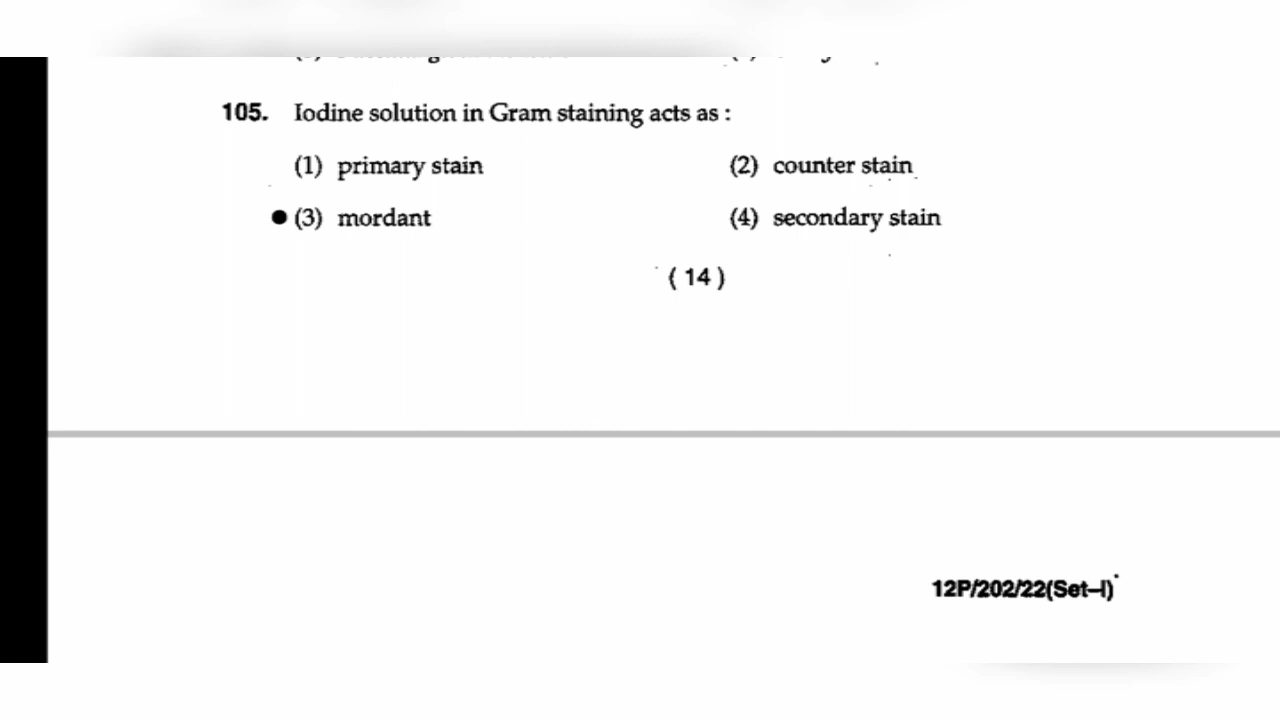 105. Iodine solution in Gram staining acts as :
(1) primary stain (2) counter stain
● (3) mordant (4) secondary stain
( 14 )
12P/202/22(Set–I)